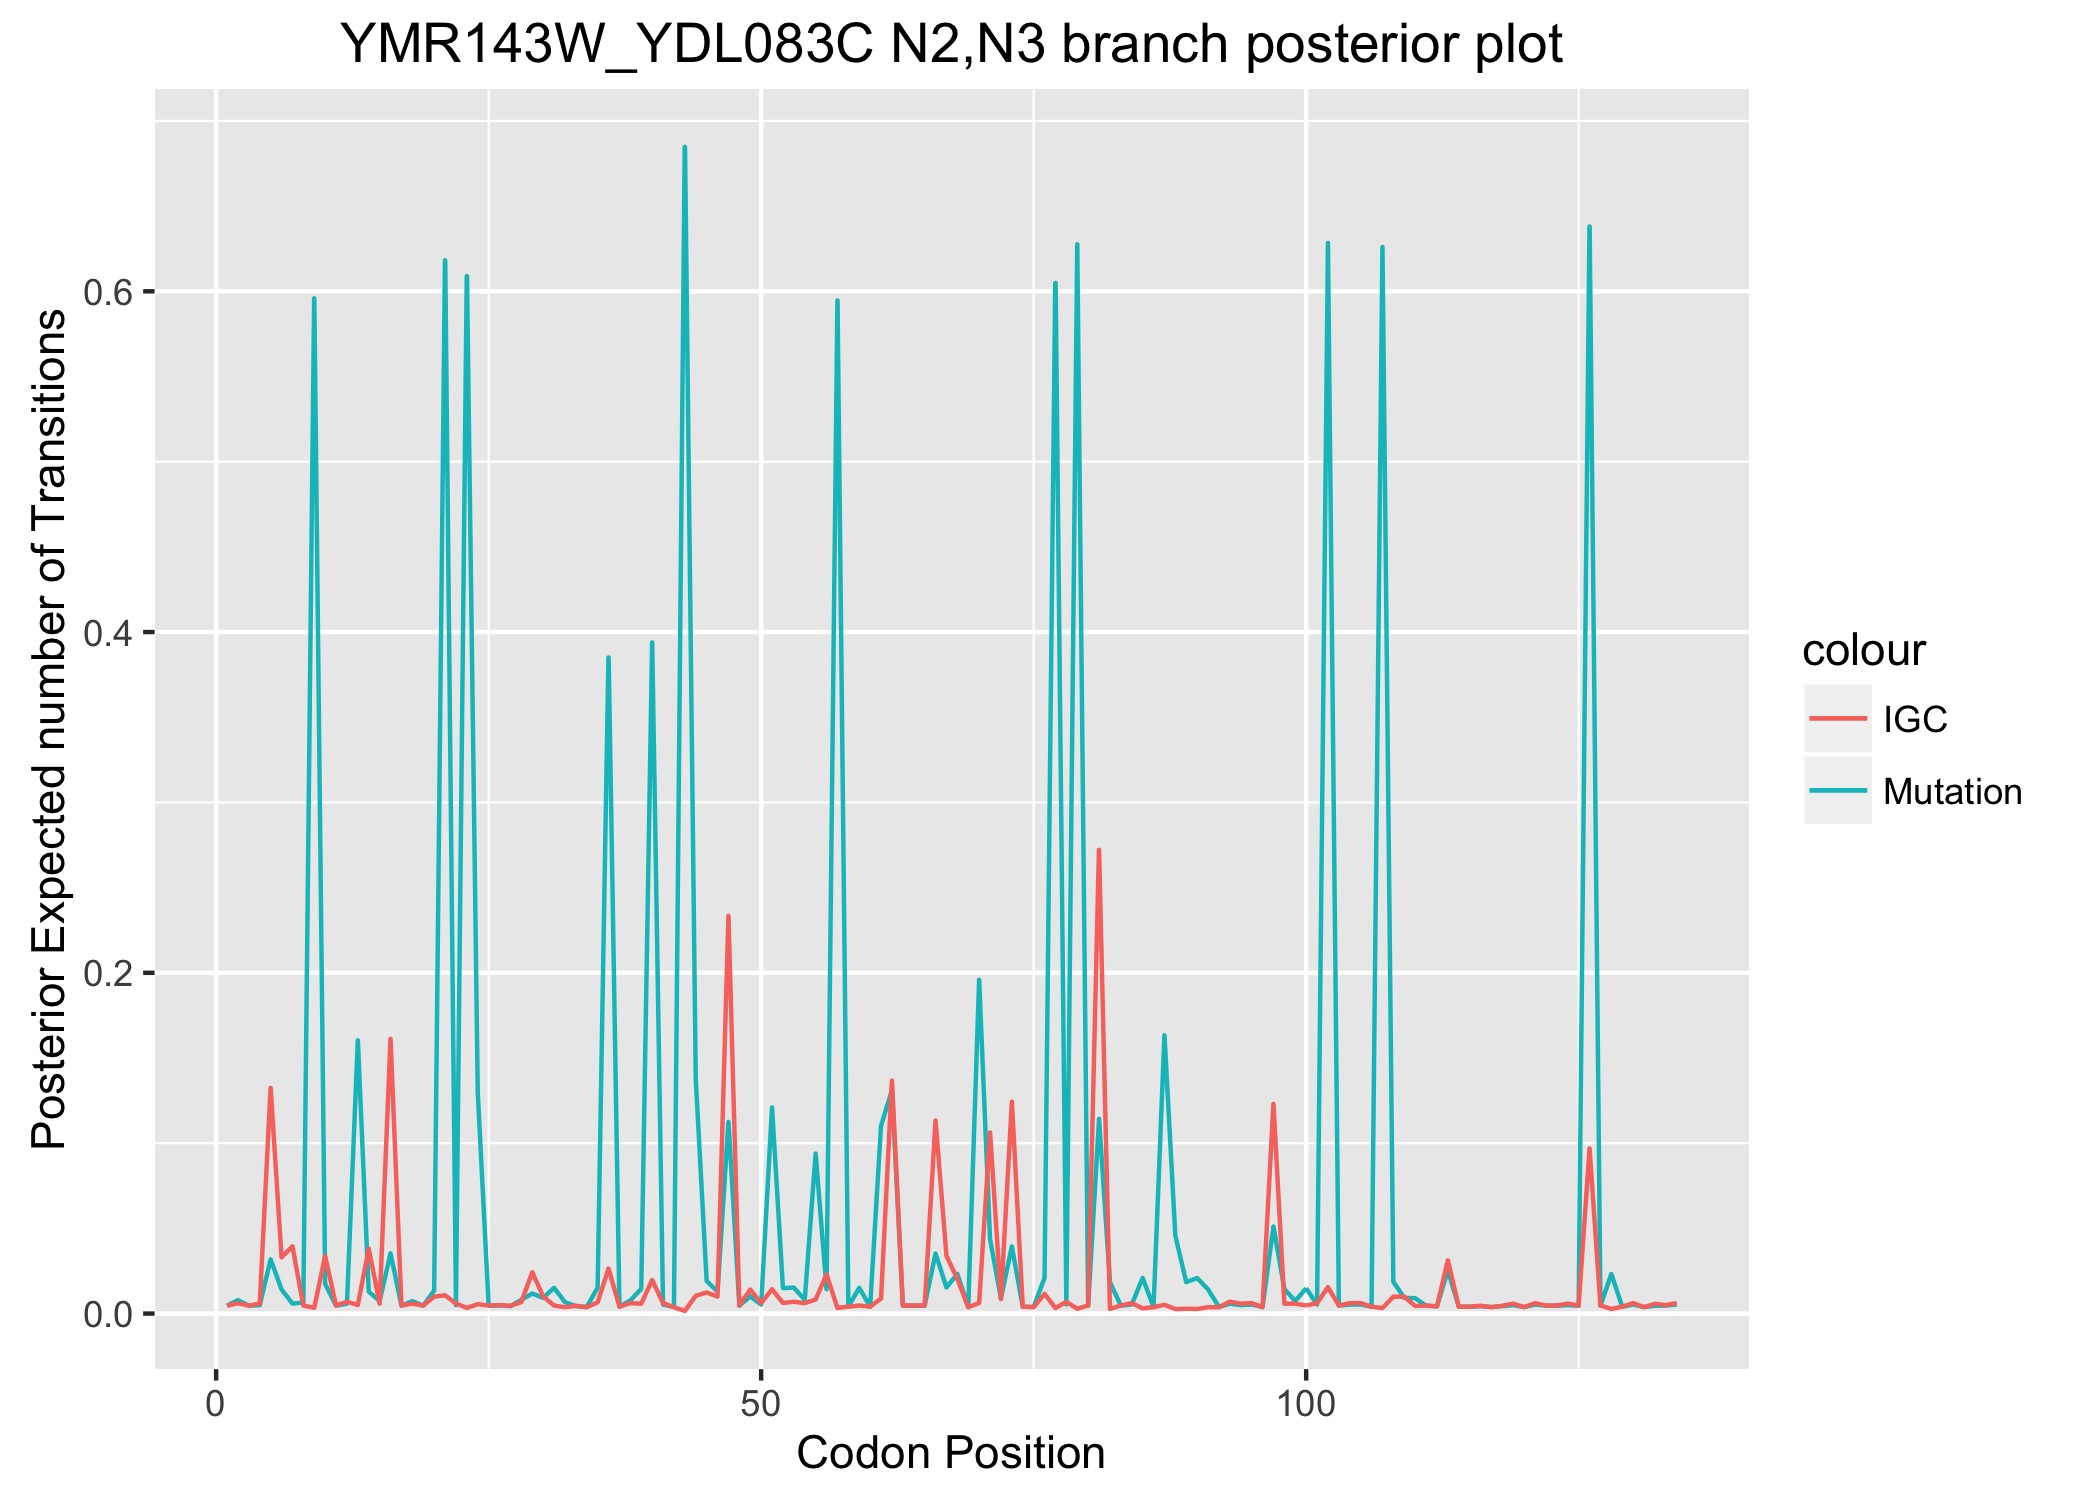 YMR143W_YDL083C N2,N3 branch posterior plot
Posterior Expected number of Transitions
0.6
0.4
0.2
0.0
0
50
100
Codon Position
colour
IGC
Mutation